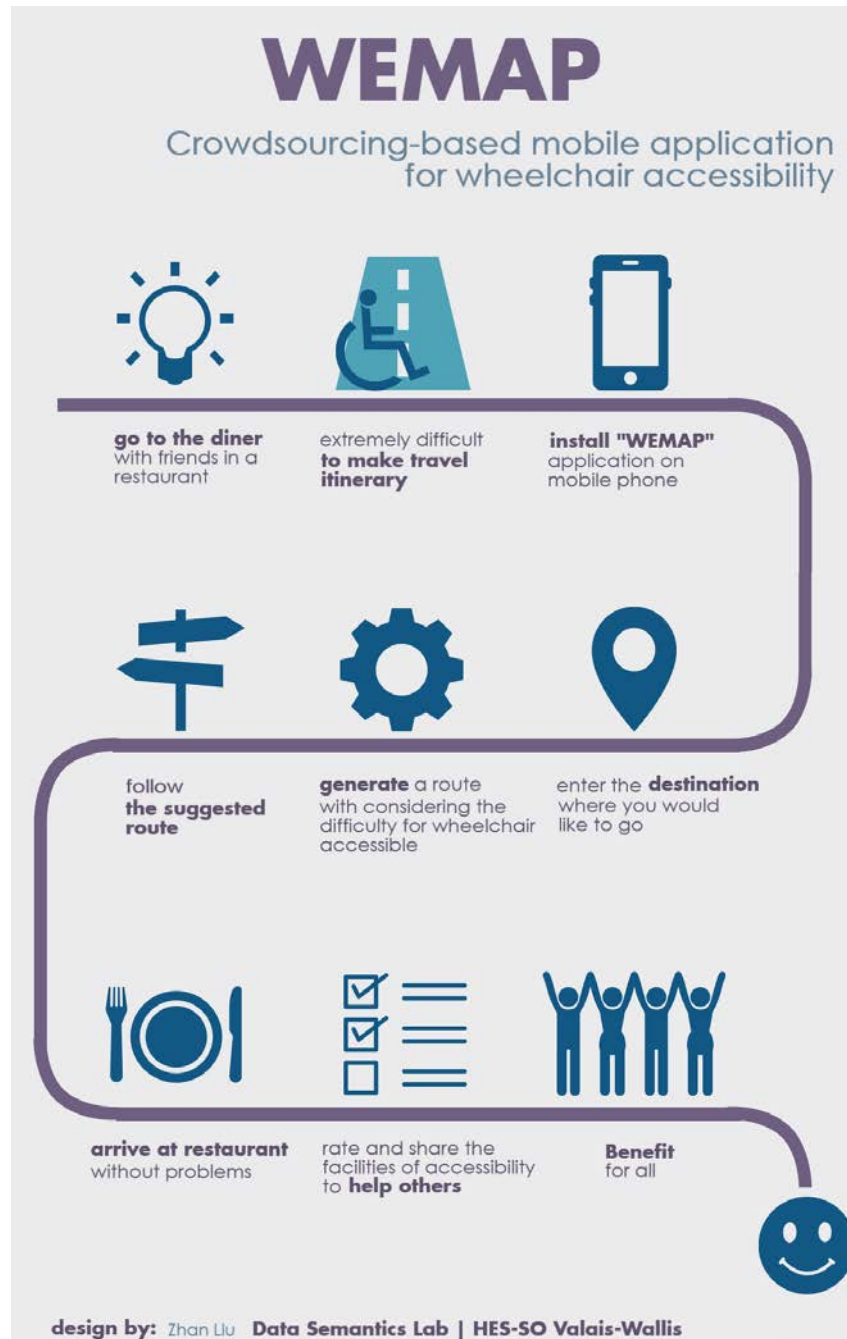 WEMAP
Crowdsourcing-based mobile application
for wheelchair accessibility
go to the diner
with friends in a
restaurant
extremely difficult
to make travel
itinerary
install "WEMAP"
application on
mobile phone
enter the destination
where you would
like to go
generate a route
with considering the
difficulty for wheelchair
accessible
follow
the suggested
route
arrive at restaurant
without problems
rate and share the
facilities of accessibility
to help others
Benefit
for all
design by: Zhan LIu Data Semantics Lab | HES-SO Valais-Wallis